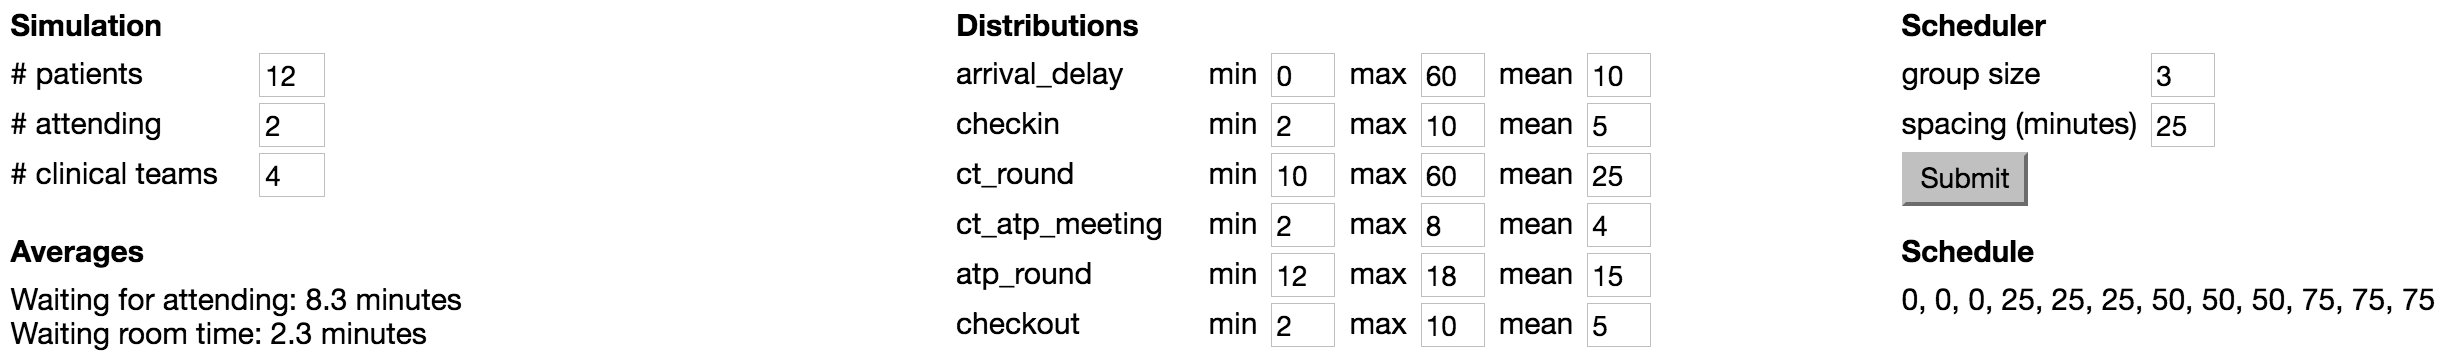 Simulation
# patients 12
# attending 2
# clinical teams 4
Averages
Waiting for attending: 8.3 minutes
Waiting room time: 2.3 minutes
Distributions
arrival_delay min 0 max 60 mean 10
checkin min 2 max 10 mean 5
ct_round min 10 max 60 mean 25
ct_atp_meeting min 2 max 8 mean 4
atp_round min 12 max 18 mean 15
checkout min 2 max 10 mean 5
Scheduler
group size 3
spacing (minutes) 25
Submit
Schedule
0, 0, 0, 25, 25, 25, 50, 50, 50, 75, 75, 75